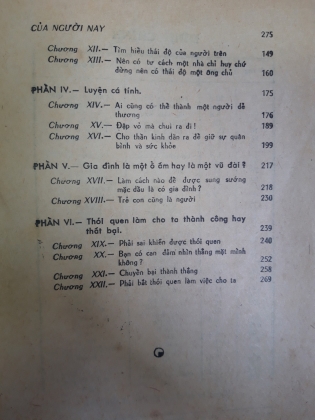 CỦA NGƯỜI NAY
275
Chương XII.— Tìm hiểu thái độ của người trên 149
Chương XIII.— Nên có tư cách một nhà chỉ huy chứ
đừng nên có thái độ một ông chủ 160
PHẦN IV.— Luyện cá tính. 175
Chương XIV.— Ai cũng có thể thành một người dễ
thương 176
Chương XV.— Đập vỏ mà chui ra đi ! 189
Chương XVI.— Cho thần kinh dãn ra để giữ sự quân
bình và sức khỏe 199
PHẦN V.— Gia đình là một ổ ấm hay là một vũ đài ? 217
Chương XVII.— Làm cách nào để được sung sướng
mặc dầu là có gia đình ? 218
Chương XVIII.— Trẻ con cũng là người 230
PHẦN VI.— Thói quen làm cho ta thành công hay
thất bại. 239
Chương XIX.— Phải sai khiến được thói quen 240
Chương XX.— Bạn có can đảm nhìn thẳng mặt mình
không ? 252
Chương XXI.— Chuyển bại thành thắng 258
Chương XXII.— Phải bắt thói quen làm việc cho ta 269